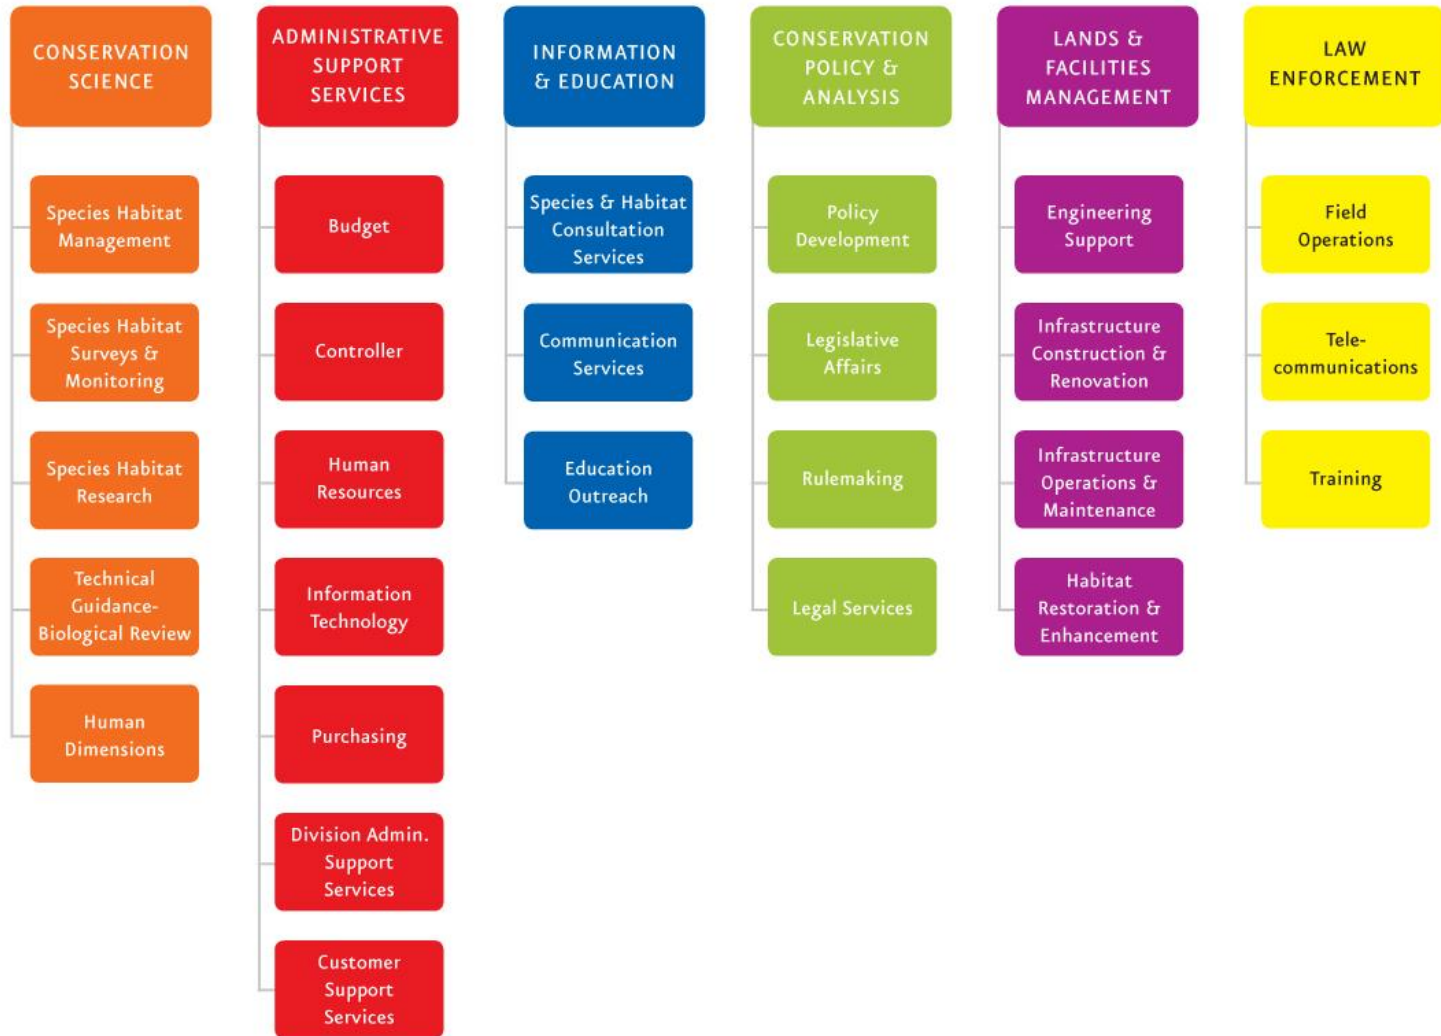 CONSERVATION
SCIENCE
Species Habitat
Management
Species Habitat
Surveys &
Monitoring
Species Habitat
Research
Technical
Guidance-
Biological Review
Human
Dimensions
ADMINISTRATIVE
SUPPORT
SERVICES
Budget
Controller
Human
Resources
Information
Technology
Purchasing
Division Admin.
Support
Services
Customer
Support
Services
INFORMATION
& EDUCATION
Species & Habitat
Consultation
Services
Communication
Services
Education
Outreach
CONSERVATION
POLICY &
ANALYSIS
Policy
Development
Legislative
Affairs
Rulemaking
Legal Services
LANDS &
FACILITIES
MANAGEMENT
Engineering
Support
Infrastructure
Construction &
Renovation
Infrastructure
Operations &
Maintenance
Habitat
Restoration &
Enhancement
LAW
ENFORCEMENT
Field
Operations
Tele-
communications
Training